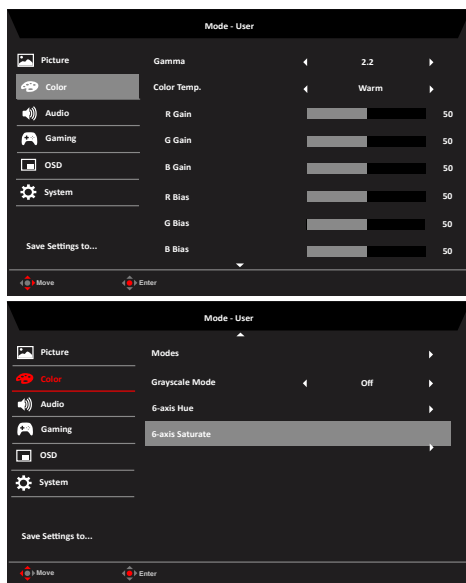 Mode - User
Picture
Gamma 2.2
Color
Color Temp. Warm
Audio
R Gain 50
Gaming
G Gain 50
OSD
B Gain 50
System
R Bias 50
G Bias 50
Save Settings to...
B Bias 50
Move Enter
Mode - User
Picture
Modes
Color
Grayscale Mode Off
Audio
6-axis Hue
Gaming
6-axis Saturate
OSD
System
Save Settings to...
Move Enter